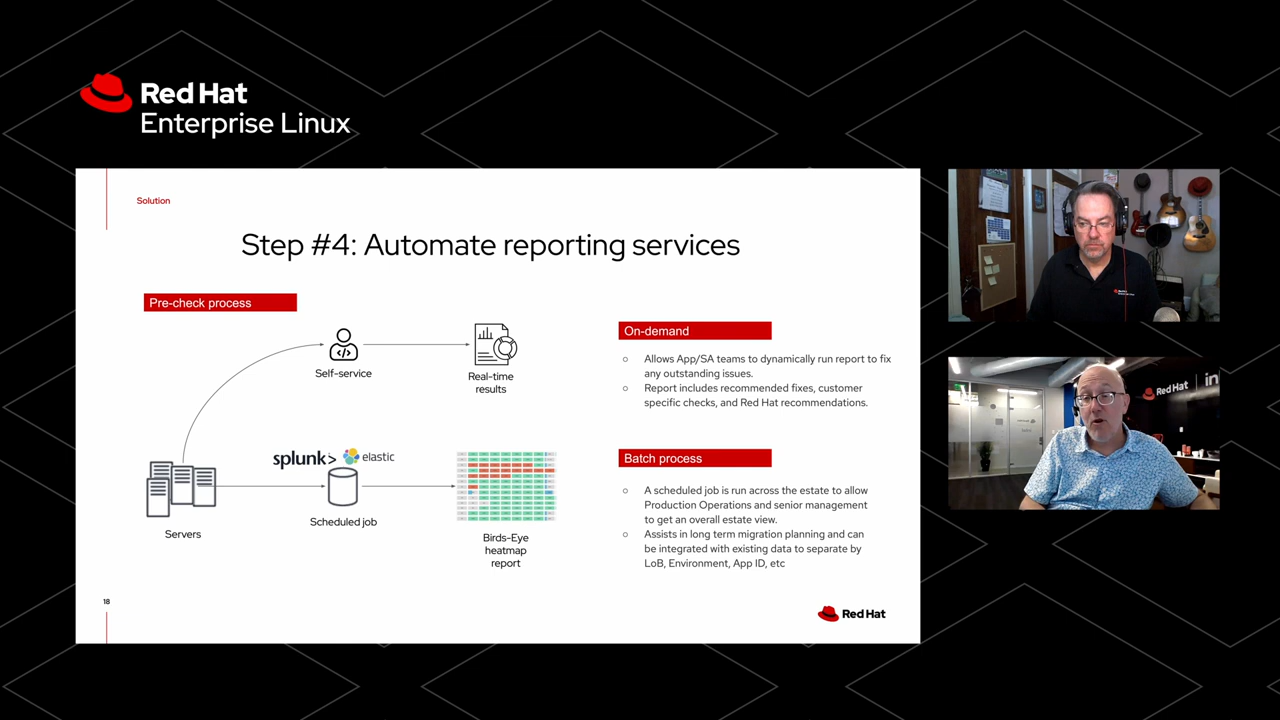 Red Hat
Enterprise Linux
Solution
Step #4: Automate reporting services
Pre-check process
Self-service
Real-time
results
splunk>
elastic
Servers
Scheduled job
Birds-Eye
heatmap
report
On-demand
○ Allows App/SA teams to dynamically run report to fix
any outstanding issues.
○ Report includes recommended fixes, customer
specific checks, and Red Hat recommendations.
Batch process
○ A scheduled job is run across the estate to allow
Production Operations and senior management
to get an overall estate view.
○ Assists in long term migration planning and can
be integrated with existing data to separate by
LoB, Environment, App ID, etc
18
Red Hat
Red Hat
in